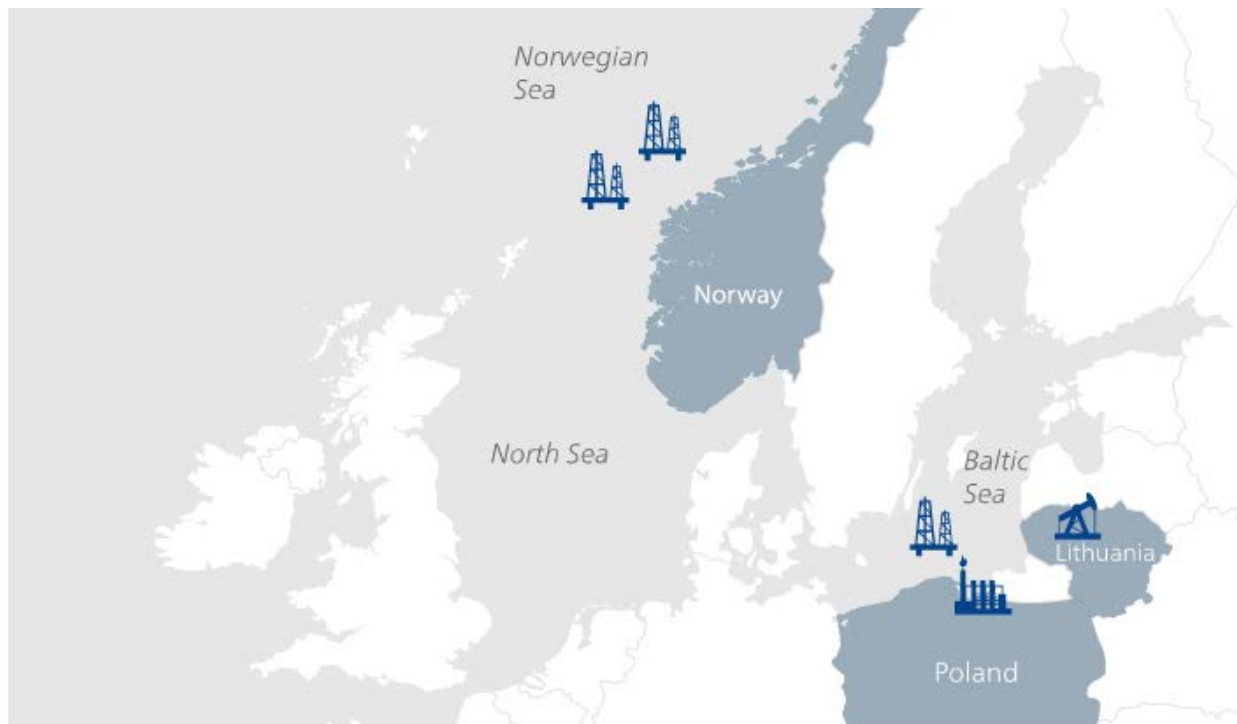 Norwegian
Sea
Norway
North Sea
Baltic
Sea
Lithuania
Poland